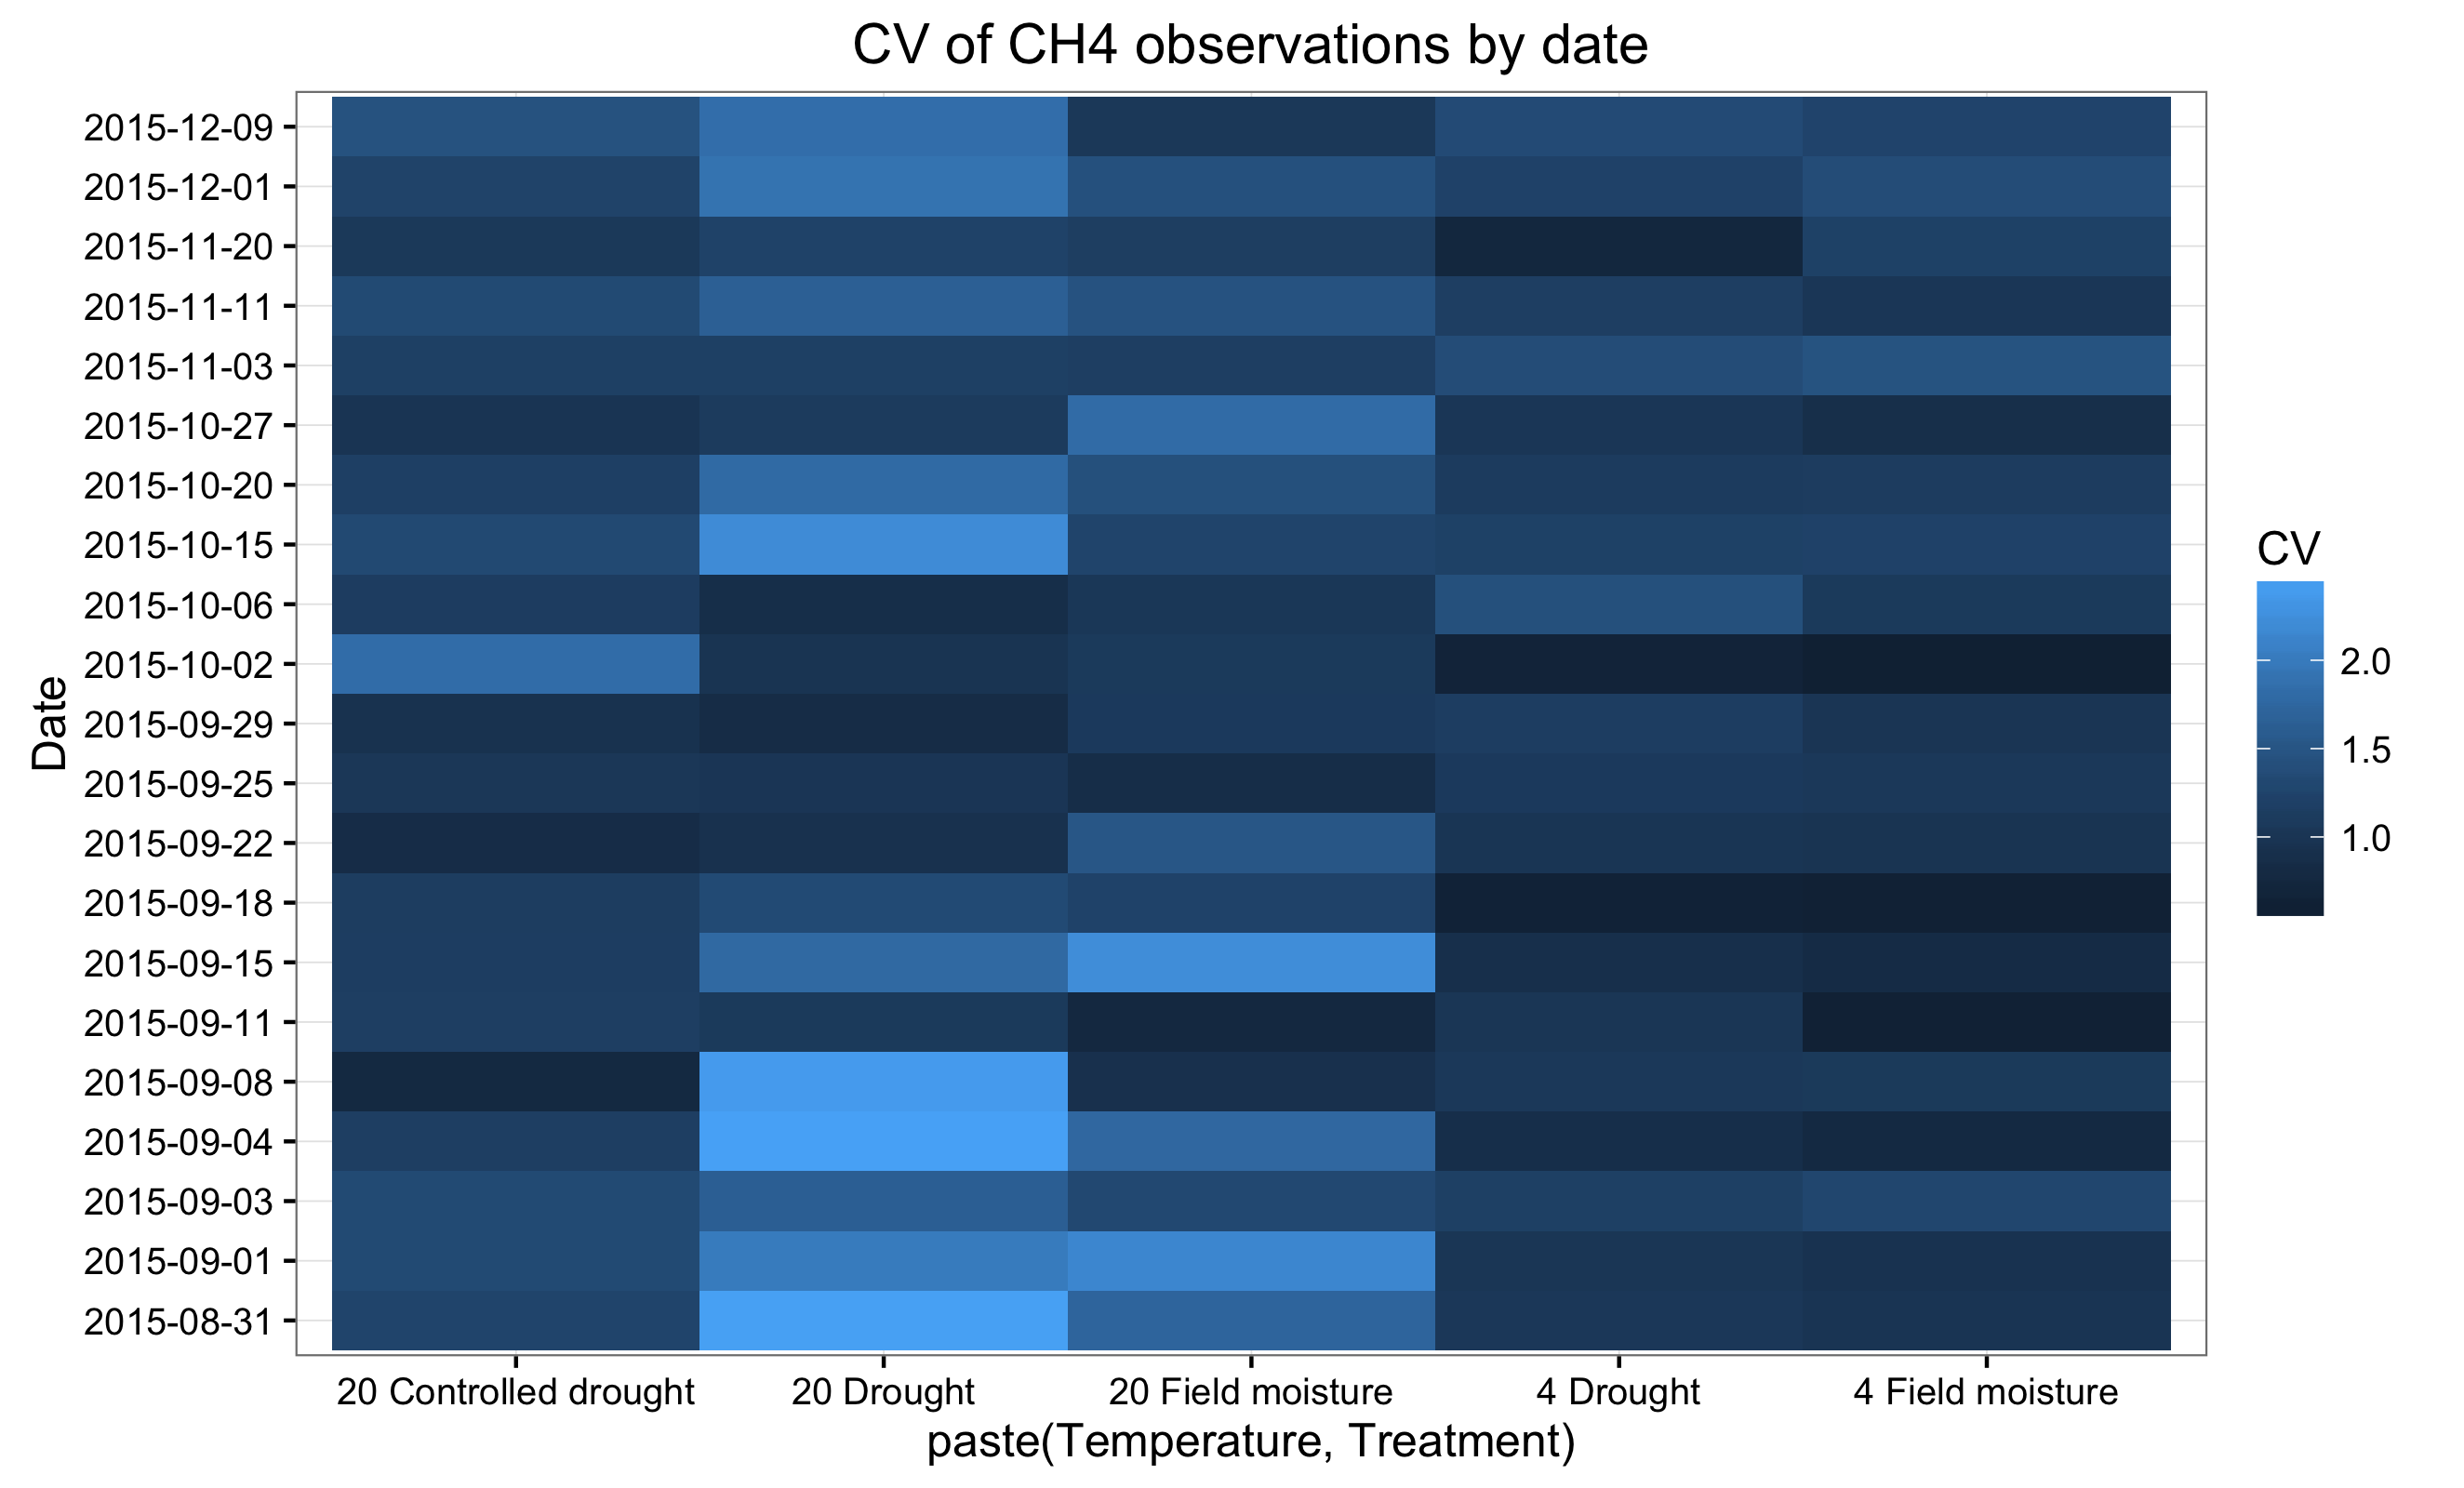 CV of CH4 observations by date
Date
2015-12-09
2015-12-01
2015-11-20
2015-11-11
2015-11-03
2015-10-27
2015-10-20
2015-10-15
2015-10-06
2015-10-02
2015-09-29
2015-09-25
2015-09-22
2015-09-18
2015-09-15
2015-09-11
2015-09-08
2015-09-04
2015-09-03
2015-09-01
2015-08-31
20 Controlled drought
20 Drought
20 Field moisture
4 Drought
4 Field moisture
paste(Temperature, Treatment)
CV
2.0
1.5
1.0